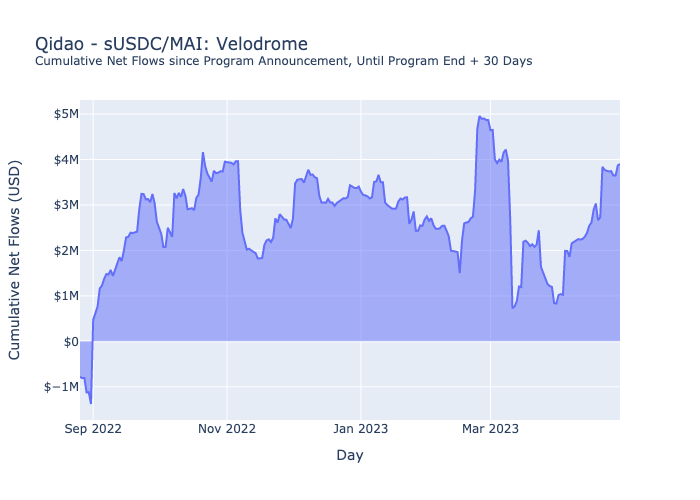 Qidao - sUSDC/MAI: Velodrome
Cumulative Net Flows since Program Announcement, Until Program End + 30 Days
Cumulative Net Flows (USD)
$5M
$4M
$3M
$2M
$1M
$0
$−1M
Sep 2022 Nov 2022 Jan 2023 Mar 2023
Day